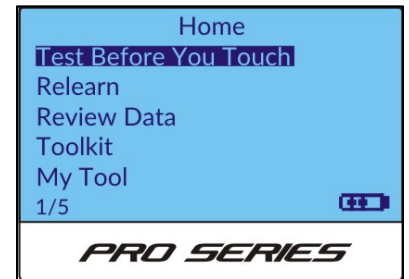 Home
Test Before You Touch
Relearn
Review Data
Toolkit
My Tool
1/5
PRO SERIES